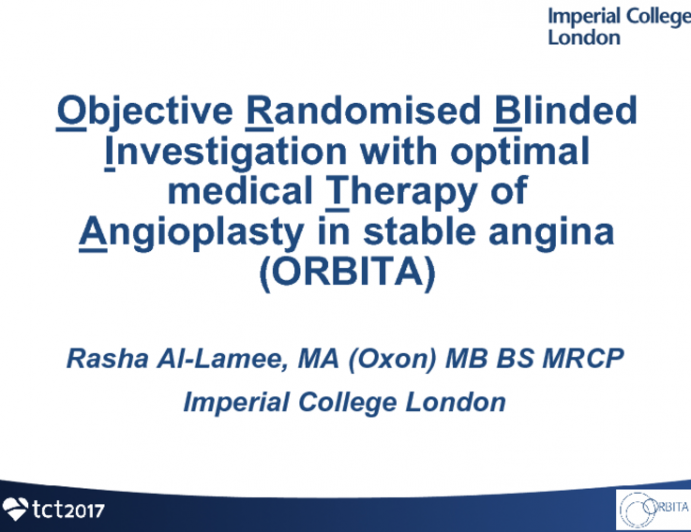 Imperial College
London
Objective Randomised Blinded
Investigation with optimal
medical Therapy of
Angioplasty in stable angina
(ORBITA)
Rasha Al-Lamee, MA (Oxon) MB BS MRCP
Imperial College London
tct2017
ORBITA